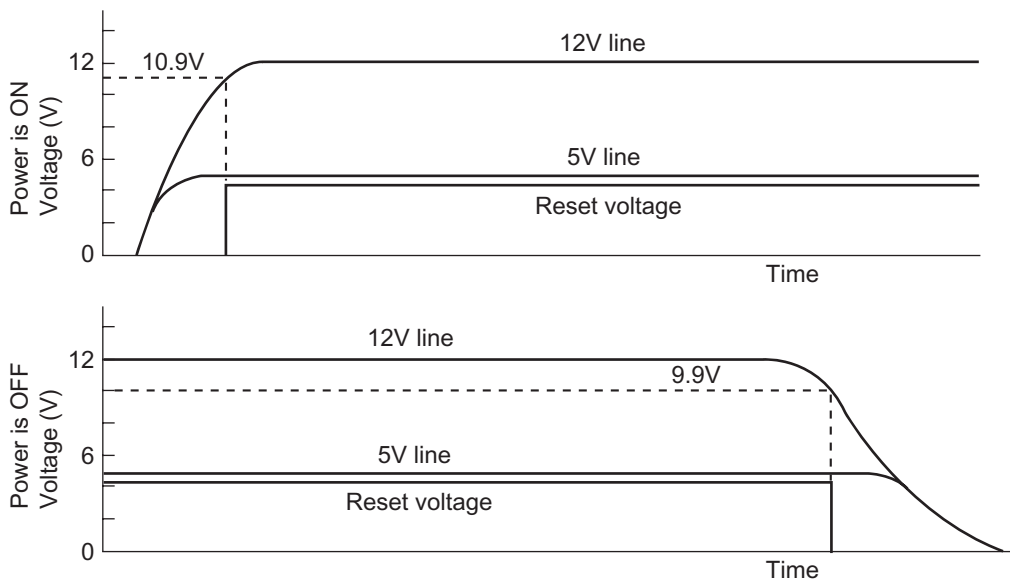 Power is ON
Voltage (V)
12
6
0
10.9V
12V line
5V line
Reset voltage
Time
Power is OFF
Voltage (V)
12
6
0
12V line
9.9V
5V line
Reset voltage
Time